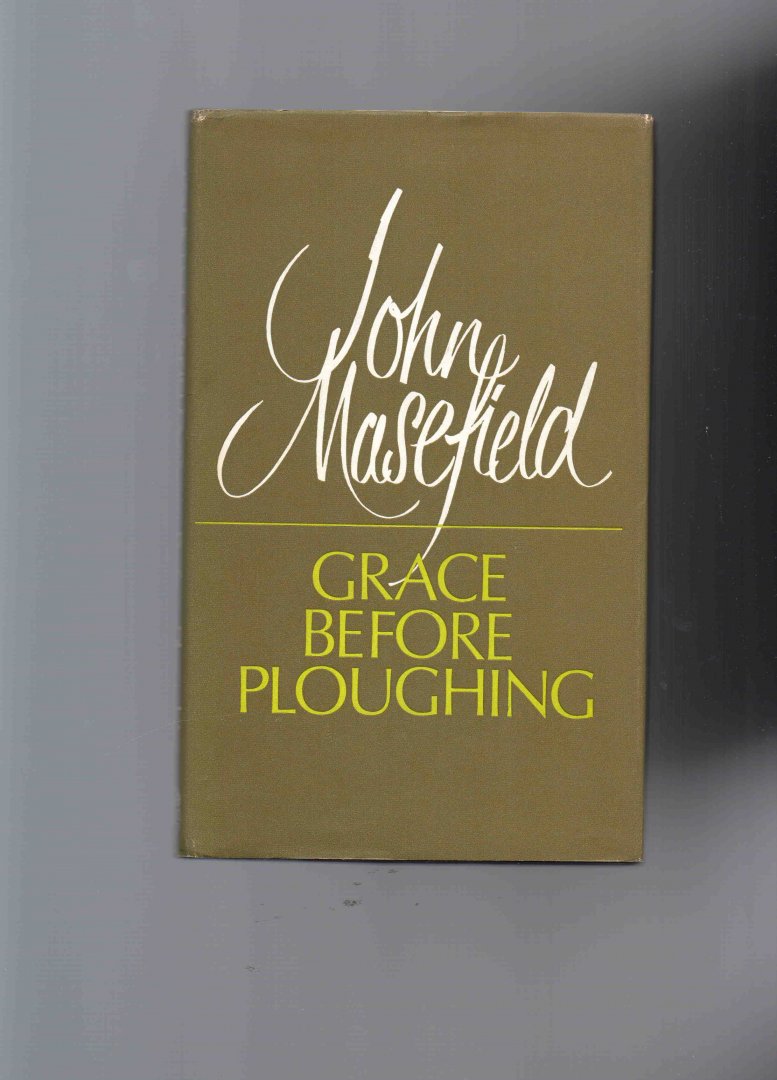 John
Masefield
GRACE
BEFORE
PLOUGHING